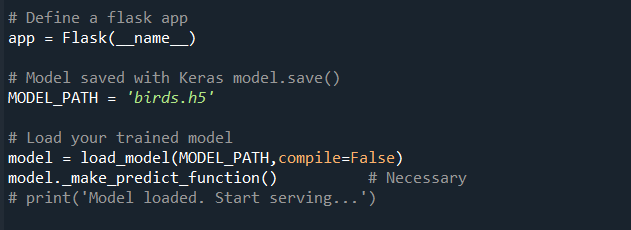 # Define a flask app
app = Flask(__name__)
# Model saved with Keras model.save()
MODEL_PATH = 'birds.h5'
# Load your trained model
model = load_model(MODEL_PATH,compile=False)
model._make_predict_function()          # Necessary
# print('Model loaded. Start serving...')